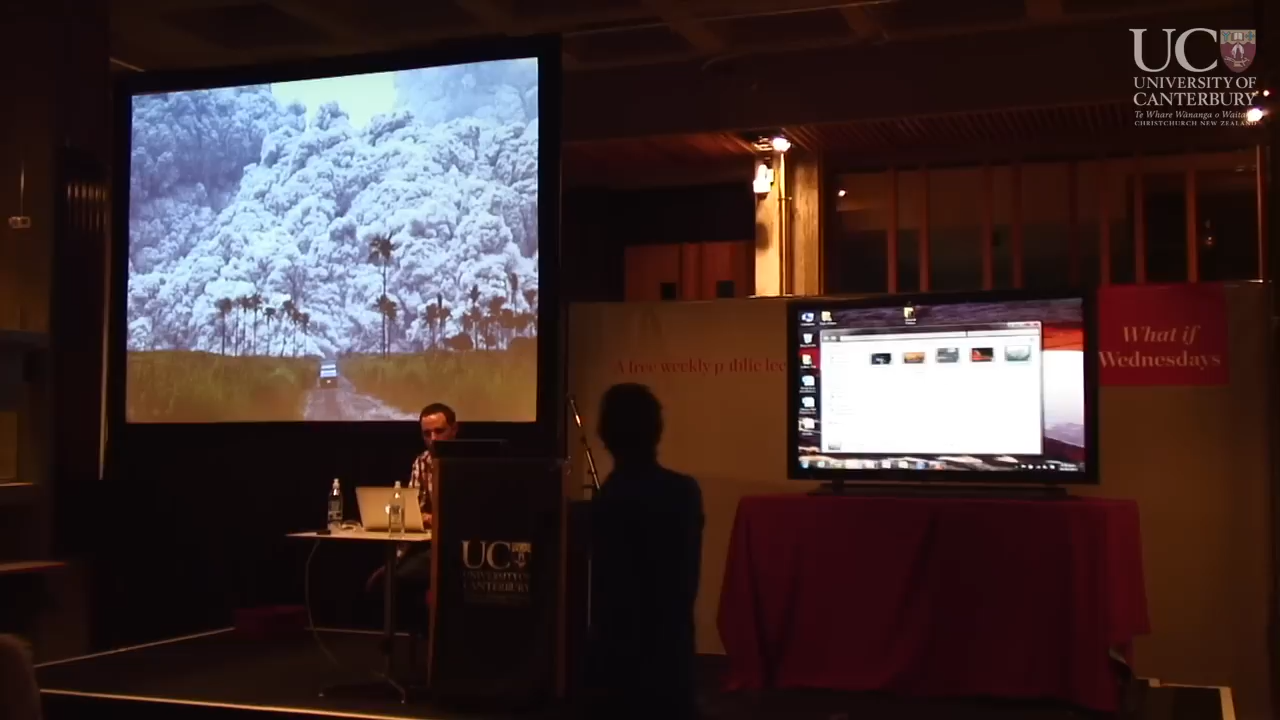 UC
UNIVERSITY OF
CANTERBURY
Te Whare Wānanga o Waita
CHRISTCHURCH NEW ZEALAND
What if
Wednesdays
A free weekly public lec
UC
UNIVERSITY OF
CANTERBURY